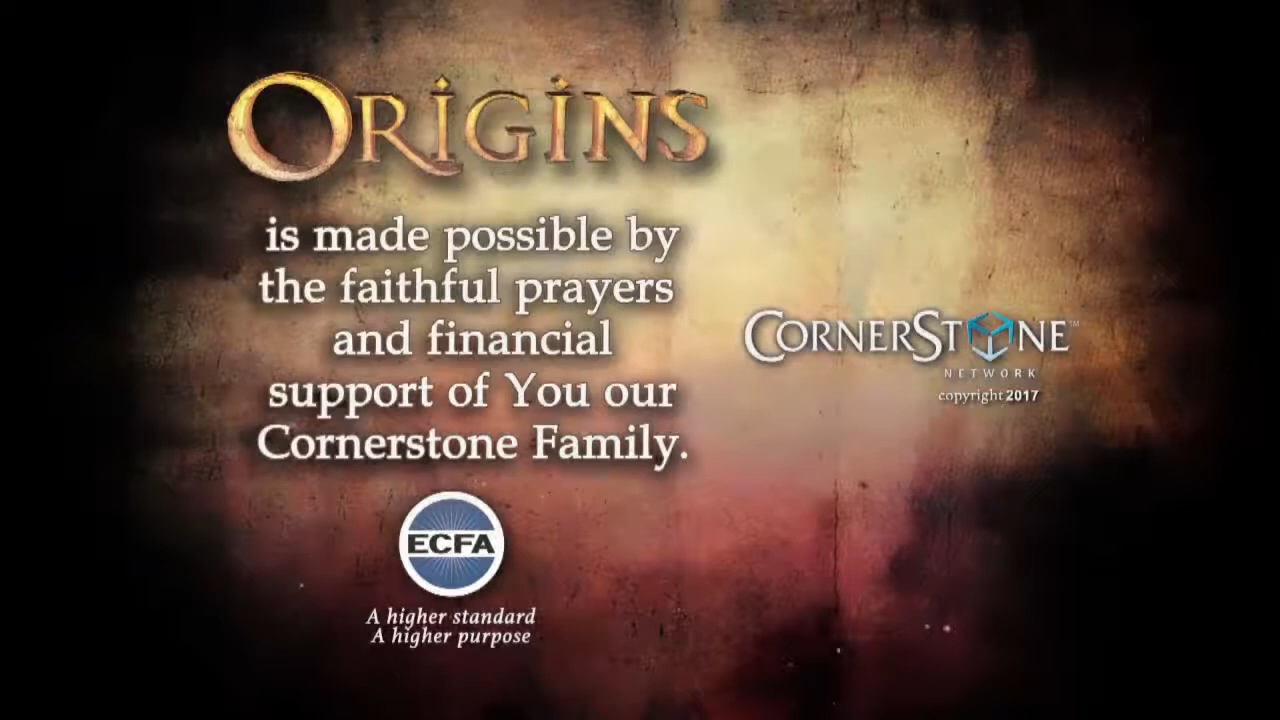 ORIGINS
is made possible by
the faithful prayers
and financial
support of You our
Cornerstone Family.
ECFA
A higher standard
A higher purpose
CORNERSTONE™
NETWORK
copyright 2017